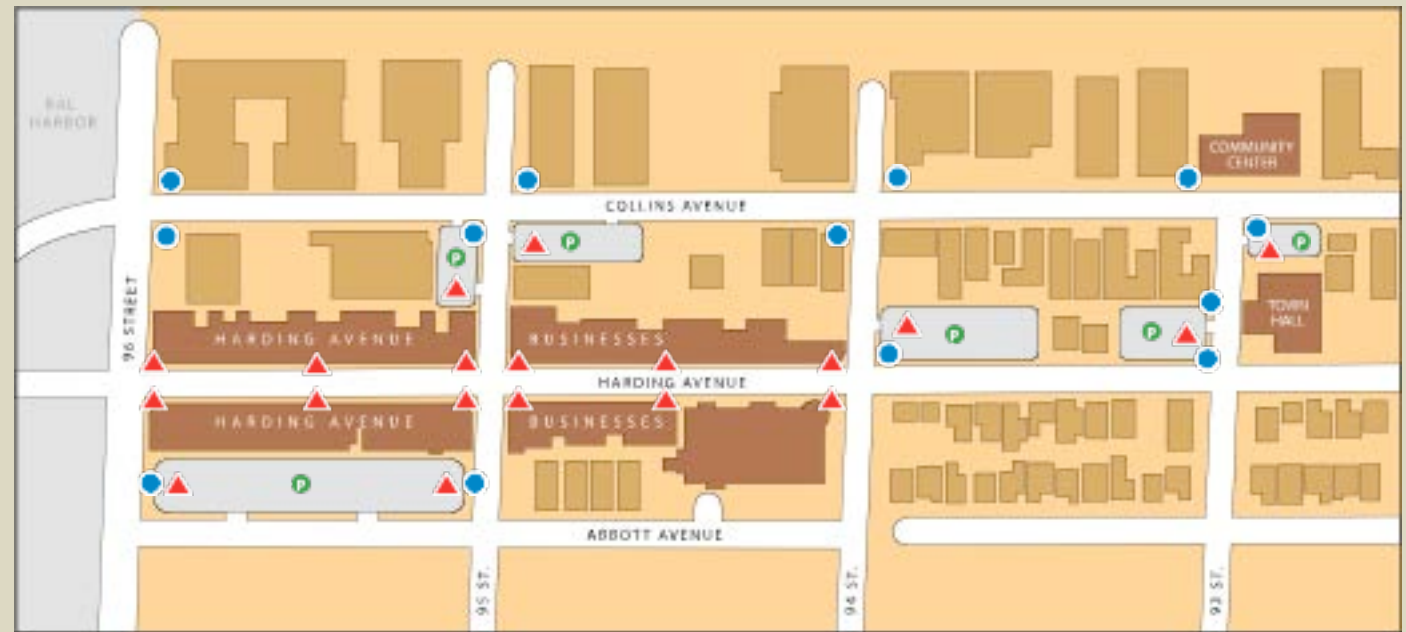 BAL
HARBOR
COMMUNITY
CENTER
COLLINS AVENUE
P
P
P
TOWN
HALL
96 STREET
HARDING AVENUE
BUSINESSES
P
P
HARDING AVENUE
HARDING AVENUE
BUSINESSES
P
ABBOTT AVENUE
95 ST.
94 ST.
93 ST.